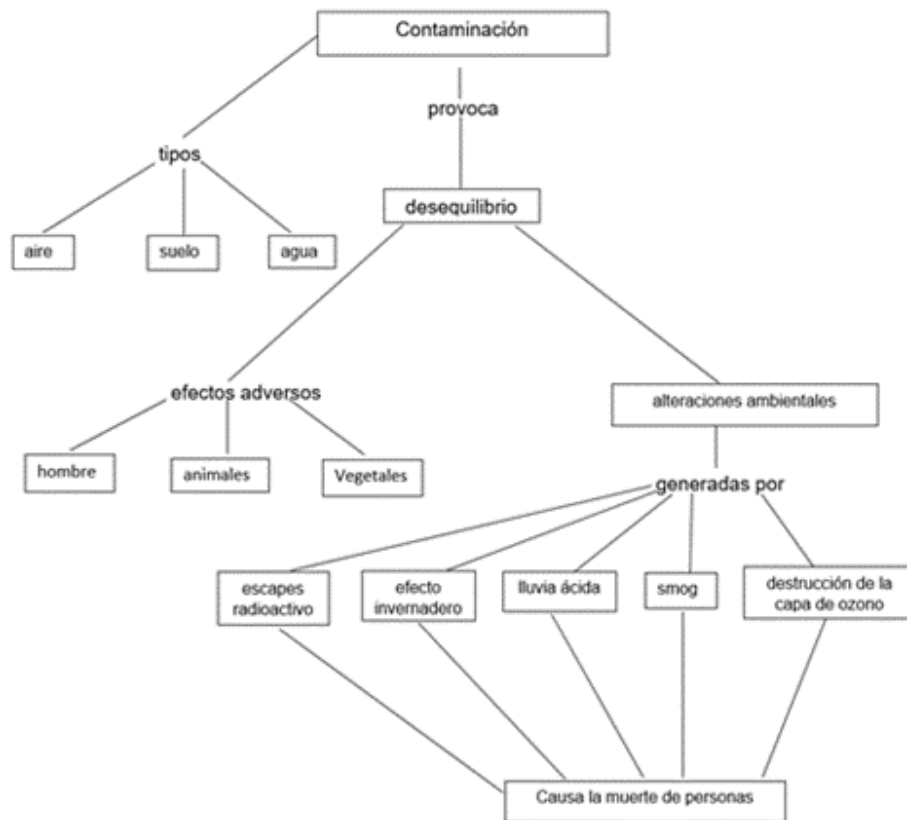 Contaminación
provoca
tipos
desequilibrio
aire
suelo
agua
efectos adversos
alteraciones ambientales
hombre
animales
Vegetales
generadas por
escapes
radioactivo
efecto
invernadero
lluvia ácida
smog
destrucción de la
capa de ozono
Causa la muerte de personas